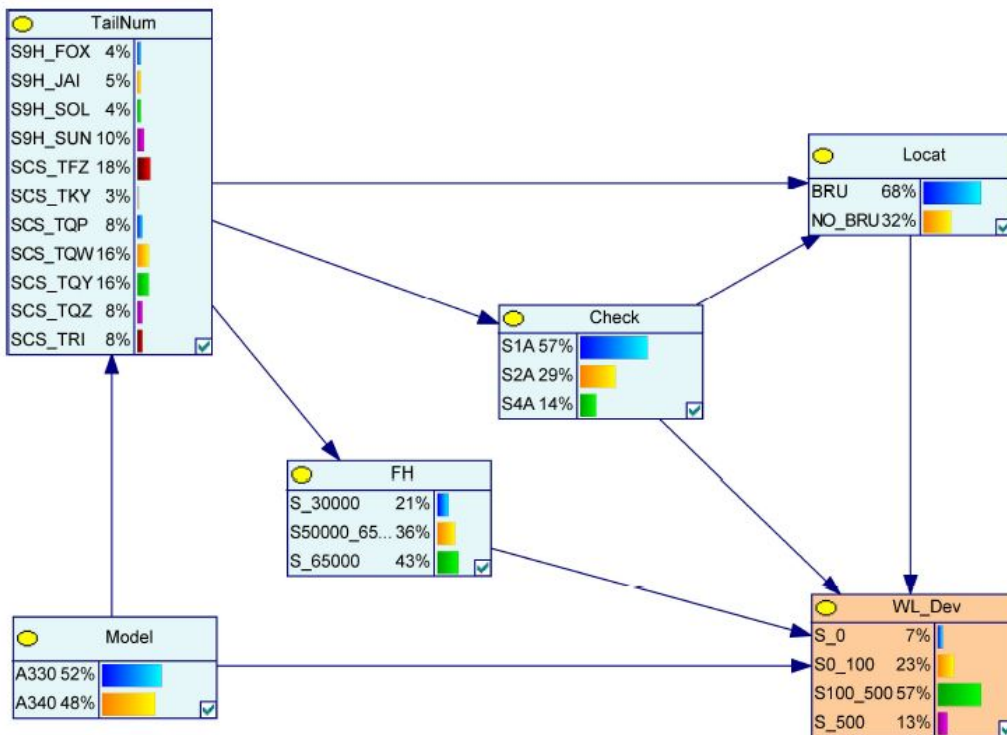 TailNum
S9H_FOX 4%
S9H_JAI 5%
S9H_SOL 4%
S9H_SUN 10%
SCS_TFZ 18%
SCS_TKY 3%
SCS_TQP 8%
SCS_TQW 16%
SCS_TQY 16%
SCS_TQZ 8%
SCS_TRI 8%
Locat
BRU 68%
NO_BRU 32%
Check
S1A 57%
S2A 29%
S4A 14%
FH
S_30000 21%
S50000_65... 36%
S_65000 43%
Model
A330 52%
A340 48%
WL_Dev
S_0 7%
S0_100 23%
S100_500 57%
S_500 13%